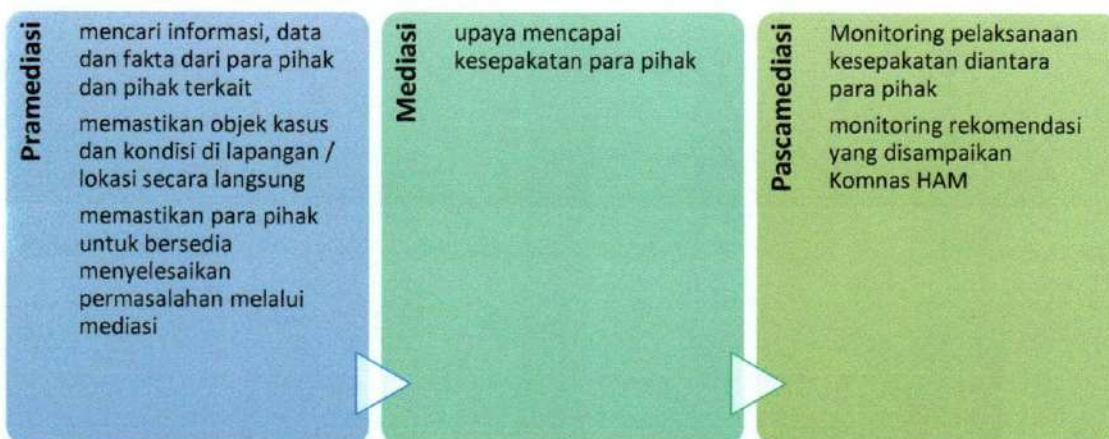 Pramediasi
mencari informasi, data
dan fakta dari para pihak
dan pihak terkait
memastikan objek kasus
dan kondisi di lapangan /
lokasi secara langsung
memastikan para pihak
untuk bersedia
menyelesaikan
permasalahan melalui
mediasi
Mediasi
upaya mencapai
kesepakatan para pihak
Pascamediasi
Monitoring pelaksanaan
kesepakatan diantara
para pihak
monitoring rekomendasi
yang disampaikan
Komnas HAM